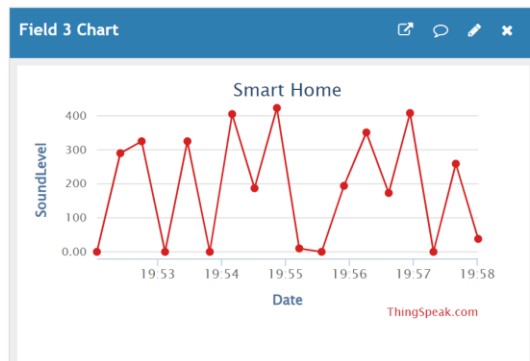 Field 3 Chart
Smart Home
SoundLevel
400
300
200
100
0.00
19:53 19:54 19:55 19:56 19:57 19:58
Date
ThingSpeak.com